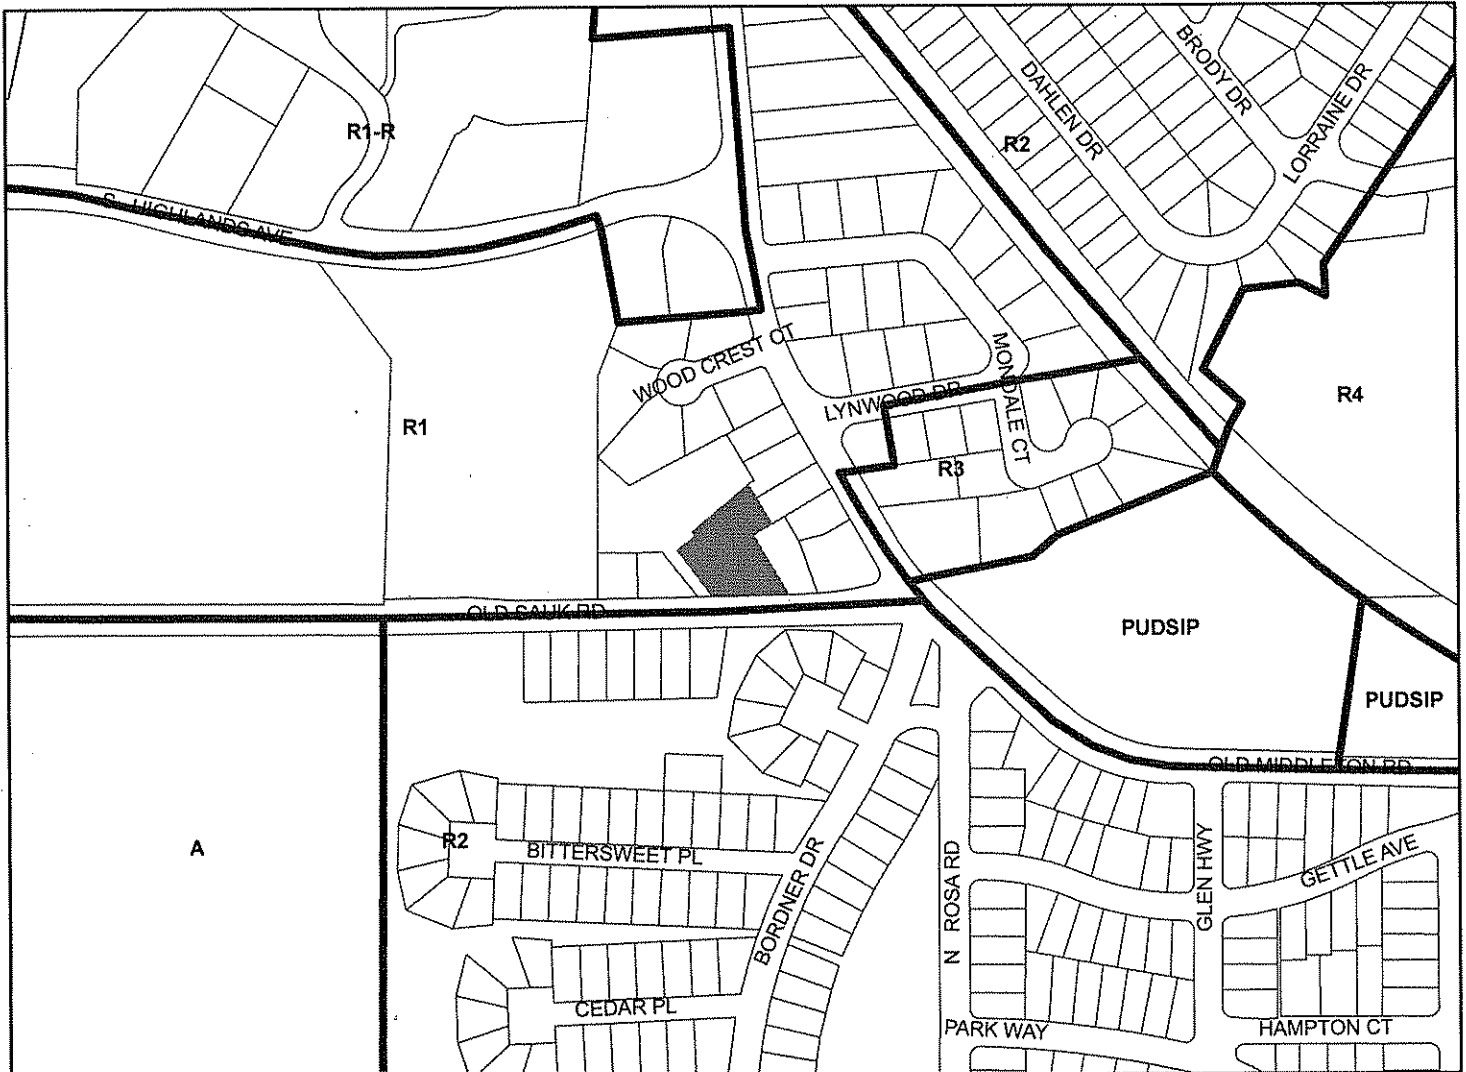 BRODY DR
DAHLEN DR
LORRAINE DR
R1-R
R2
S HIGHLANDS AVE
WOOD CREST CT
MONDALE CT
LYNWOOD DR
R4
R1
R3
OLD SAUK RD
PUDSIP
PUDSIP
OLD MIDDLETON RD
A
R2
BITTERSWEET PL
BORDNER DR
N ROSA RD
GLEN HWY
GETTLE AVE
CEDAR PL
PARK WAY
HAMPTON CT